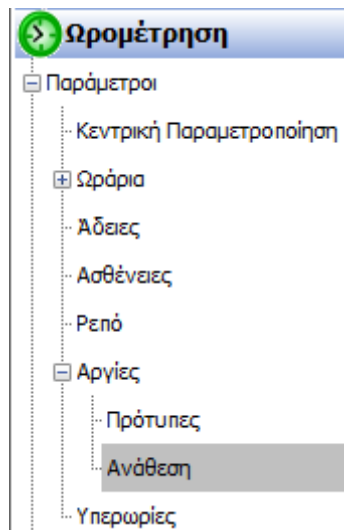 Ωρομέτρηση
Παράμετροι
Κεντρική Παραμετροποίηση
Ωράρια
Άδειες
Ασθένειες
Ρεπό
Αργίες
Πρότυπες
Ανάθεση
Υπερωρίες